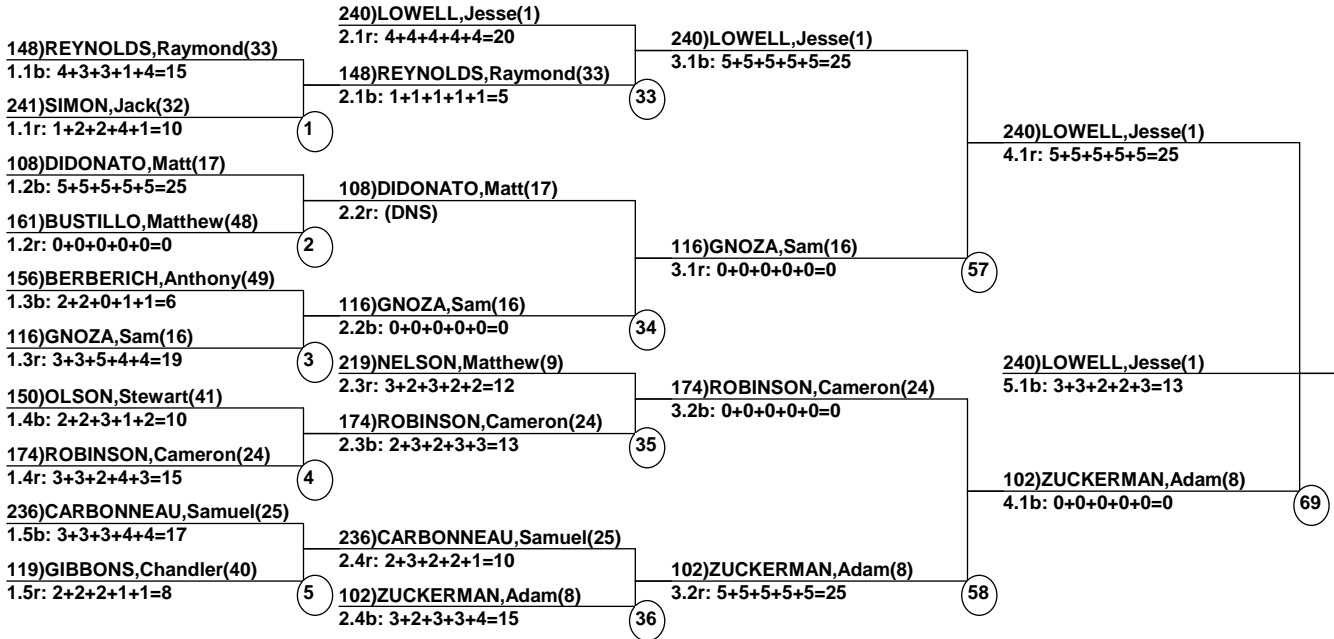 148)REYNOLDS,Raymond(33)
1.1b: 4+3+3+1+4=15
241)SIMON,Jack(32)
1.1r: 1+2+2+4+1=10
1
108)DIDONATO,Matt(17)
1.2b: 5+5+5+5+5=25
161)BUSTILLO,Matthew(48)
1.2r: 0+0+0+0+0=0
2
156)BERBERICH,Anthony(49)
1.3b: 2+2+0+1+1=6
116)GNOZA,Sam(16)
1.3r: 3+3+5+4+4=19
3
150)OLSON,Stewart(41)
1.4b: 2+2+3+1+2=10
174)ROBINSON,Cameron(24)
1.4r: 3+3+2+4+3=15
4
236)CARBONNEAU,Samuel(25)
1.5b: 3+3+3+4+4=17
119)GIBBONS,Chandler(40)
1.5r: 2+2+2+1+1=8
5
240)LOWELL,Jesse(1)
2.1r: 4+4+4+4+4=20
148)REYNOLDS,Raymond(33)
2.1b: 1+1+1+1+1=5
33
108)DIDONATO,Matt(17)
2.2r: (DNS)
116)GNOZA,Sam(16)
2.2b: 0+0+0+0+0=0
34
219)NELSON,Matthew(9)
2.3r: 3+2+3+2+2=12
174)ROBINSON,Cameron(24)
2.3b: 2+3+2+3+3=13
35
236)CARBONNEAU,Samuel(25)
2.4r: 2+3+2+2+1=10
102)ZUCKERMAN,Adam(8)
2.4b: 3+2+3+3+4=15
36
240)LOWELL,Jesse(1)
3.1b: 5+5+5+5+5=25
116)GNOZA,Sam(16)
3.1r: 0+0+0+0+0=0
57
174)ROBINSON,Cameron(24)
3.2b: 0+0+0+0+0=0
102)ZUCKERMAN,Adam(8)
3.2r: 5+5+5+5+5=25
58
240)LOWELL,Jesse(1)
4.1r: 5+5+5+5+5=25
102)ZUCKERMAN,Adam(8)
4.1b: 0+0+0+0+0=0
69
240)LOWELL,Jesse(1)
5.1b: 3+3+2+2+3=13